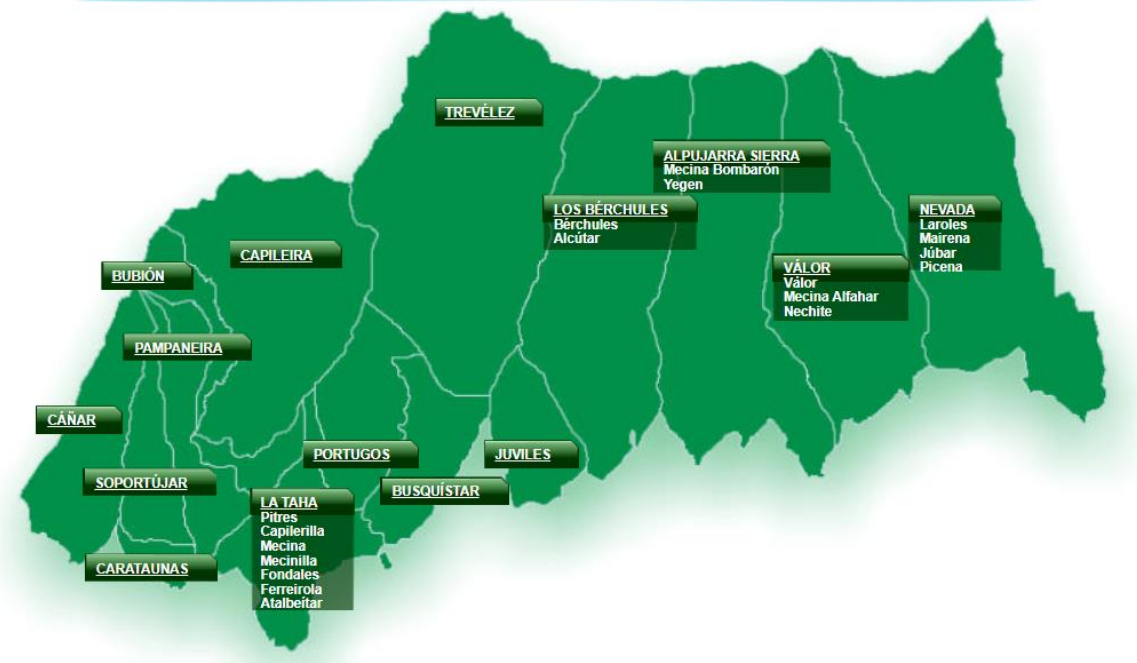 TREVÉLEZ
ALPUJARRA SIERRA
Mecina Bombarón
Yegen
LOS BÉRCHULES
Bérchules
Alcútar
NEVADA
Laroles
Mairena
Júbar
Picena
CAPILEIRA
BUBIÓN
VÁLOR
Válor
Mecina Alfahar
Nechite
PAMPANEIRA
CÁÑAR
PORTUGOS
JUVILES
SOPORTÚJAR
BUSQUÍSTAR
LA TAHA
Pitres
Capilerilla
Mecina
Mecinilla
Fondales
Ferreirola
Atalbeítar
CARATAUNAS